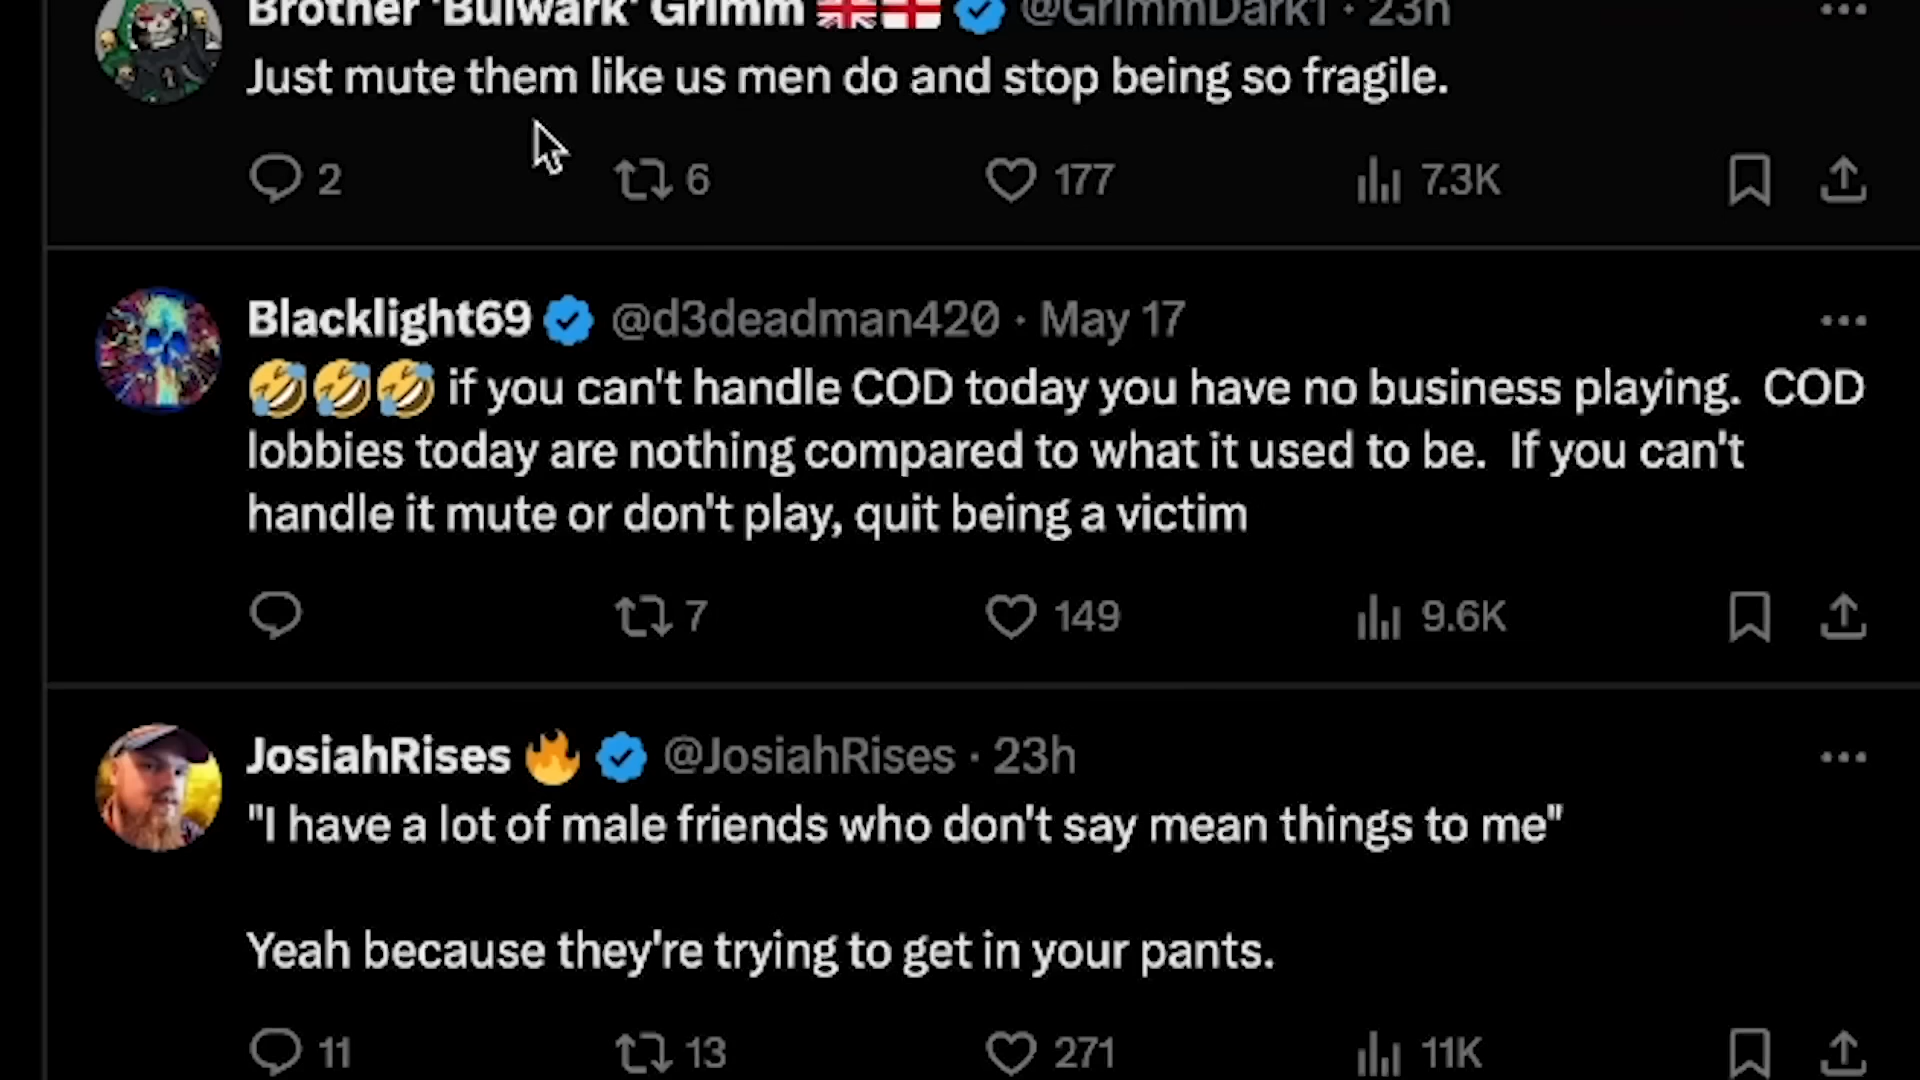 Brother 'Bulwark' Grimm 🇬🇧🏴󠁧󠁢󠁥󠁮󠁧󠁿 @GrimmDark1 · 23h
Just mute them like us men do and stop being so fragile.
2 6 177 7.3K
Blacklight69 @d3deadman420 · May 17
🤣🤣🤣 if you can't handle COD today you have no business playing. COD
lobbies today are nothing compared to what it used to be. If you can't
handle it mute or don't play, quit being a victim
7 149 9.6K
JosiahRises 🔥 @JosiahRises · 23h
"I have a lot of male friends who don't say mean things to me"
Yeah because they're trying to get in your pants.
11 13 271 11K